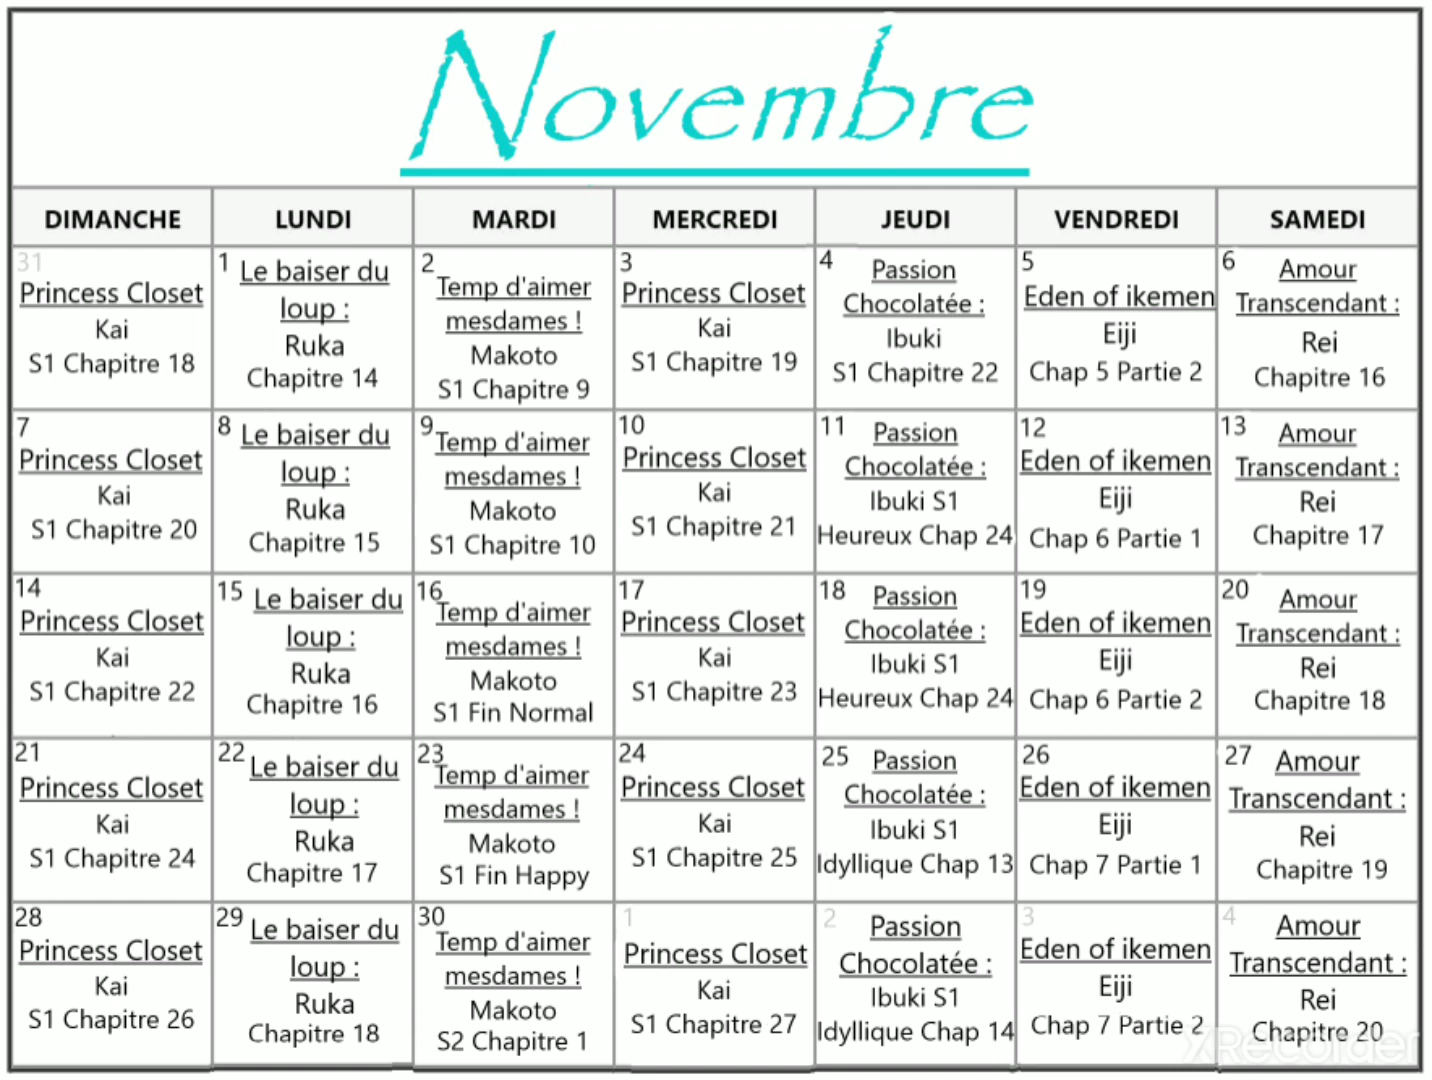 Novembre
DIMANCHE LUNDI MARDI MERCREDI JEUDI VENDREDI SAMEDI
31
Princess Closet
Kai
S1 Chapitre 18
1
Le baiser du
loup :
Ruka
Chapitre 14
2
Temp d'aimer
mesdames !
Makoto
S1 Chapitre 9
3
Princess Closet
Kai
S1 Chapitre 19
4
Passion
Chocolatée :
Ibuki
S1 Chapitre 22
5
Eden of ikemen
Eiji
Chap 5 Partie 2
6
Amour
Transcendant :
Rei
Chapitre 16
7
Princess Closet
Kai
S1 Chapitre 20
8
Le baiser du
loup :
Ruka
Chapitre 15
9
Temp d'aimer
mesdames !
Makoto
S1 Chapitre 10
10
Princess Closet
Kai
S1 Chapitre 21
11
Passion
Chocolatée :
Ibuki S1
Heureux Chap 24
12
Eden of ikemen
Eiji
Chap 6 Partie 1
13
Amour
Transcendant :
Rei
Chapitre 17
14
Princess Closet
Kai
S1 Chapitre 22
15
Le baiser du
loup :
Ruka
Chapitre 16
16
Temp d'aimer
mesdames !
Makoto
S1 Fin Normal
17
Princess Closet
Kai
S1 Chapitre 23
18
Passion
Chocolatée :
Ibuki S1
Heureux Chap 24
19
Eden of ikemen
Eiji
Chap 6 Partie 2
20
Amour
Transcendant :
Rei
Chapitre 18
21
Princess Closet
Kai
S1 Chapitre 24
22
Le baiser du
loup :
Ruka
Chapitre 17
23
Temp d'aimer
mesdames !
Makoto
S1 Fin Happy
24
Princess Closet
Kai
S1 Chapitre 25
25
Passion
Chocolatée :
Ibuki S1
Idyllique Chap 13
26
Eden of ikemen
Eiji
Chap 7 Partie 1
27
Amour
Transcendant :
Rei
Chapitre 19
28
Princess Closet
Kai
S1 Chapitre 26
29
Le baiser du
loup :
Ruka
Chapitre 18
30
Temp d'aimer
mesdames !
Makoto
S2 Chapitre 1
1
Princess Closet
Kai
S1 Chapitre 27
2
Passion
Chocolatée :
Ibuki S1
Idyllique Chap 14
3
Eden of ikemen
Eiji
Chap 7 Partie 2
4
Amour
Transcendant :
Rei
Chapitre 20
XRecorder